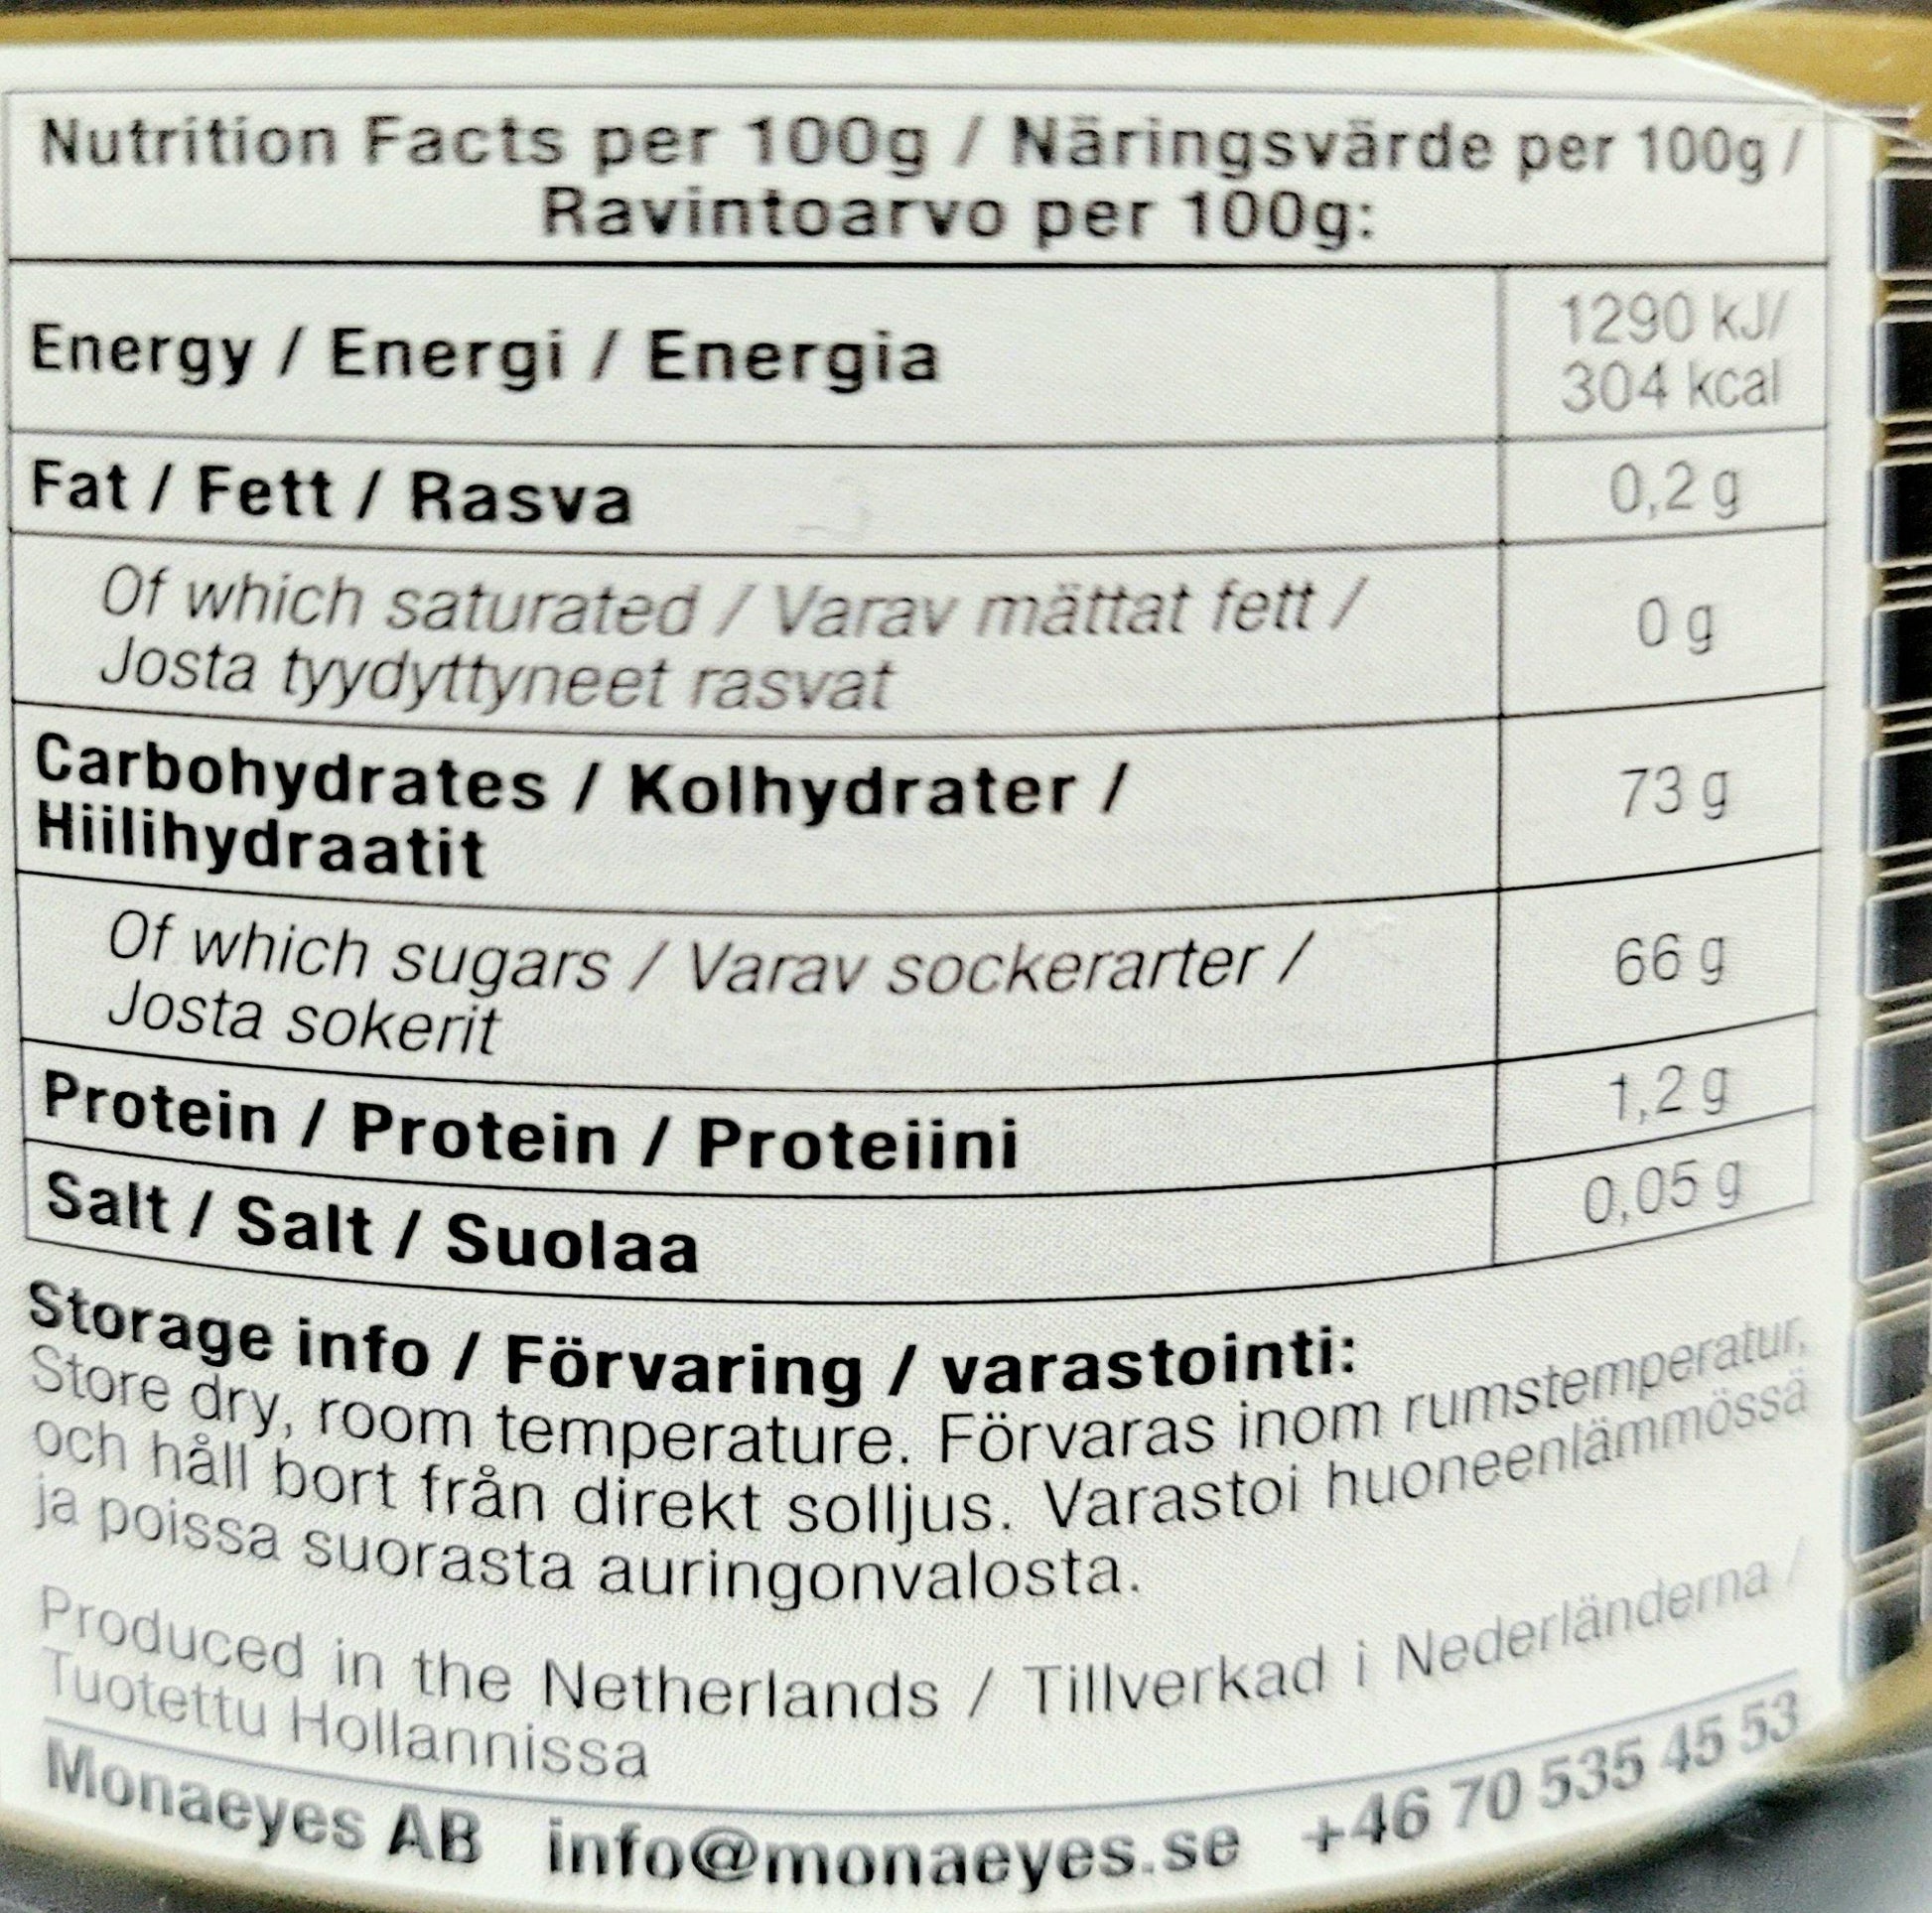 Nutrition Facts per 100g / Näringsvärde per 100g /
Ravintoarvo per 100g:
Energy / Energi / Energia
1290 kJ/
304 kcal
Fat / Fett / Rasva
0,2 g
Of which saturated / Varav mättat fett /
Josta tyydyttyneet rasvat
0 g
Carbohydrates / Kolhydrater /
Hiilihydraatit
73 g
Of which sugars / Varav sockerarter /
Josta sokerit
66 g
Protein / Protein / Proteiini
1,2 g
Salt / Salt / Suolaa
0,05 g
Storage info / Förvaring / varastointi:
Store dry, room temperature. Förvaras inom rumstemperatur,
och håll bort från direkt solljus. Varastoi huoneenlämmössä
ja poissa suorasta auringonvalosta.
Produced in the Netherlands / Tillverkad i Nederländerna /
Tuotettu Hollannissa
Monaeyes AB info@monaeyes.se +46 70 535 45 53